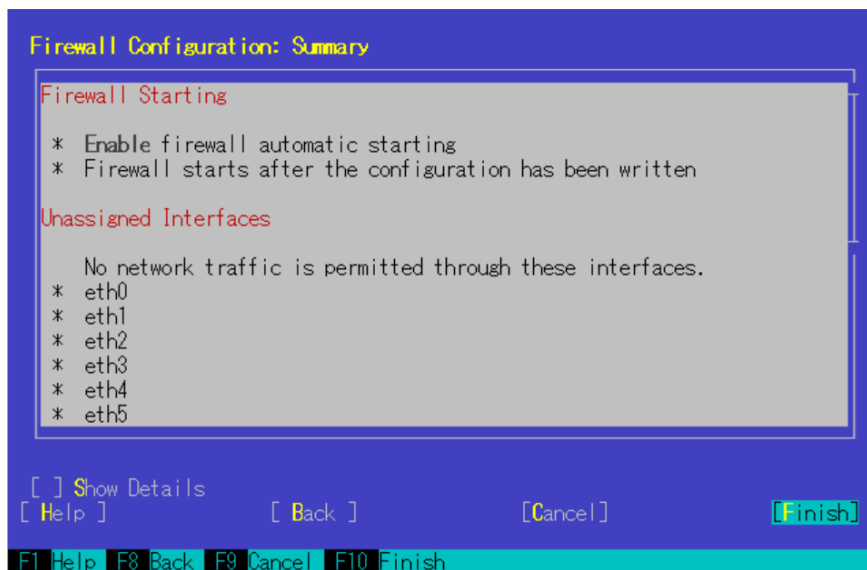 Firewall Configuration: Summary
Firewall Starting
* Enable firewall automatic starting
* Firewall starts after the configuration has been written
Unassigned Interfaces
No network traffic is permitted through these interfaces.
* eth0
* eth1
* eth2
* eth3
* eth4
* eth5
[ ] Show Details
[ Help ] [ Back ] [Cancel] [Finish]
F1 Help F8 Back F9 Cancel F10 Finish